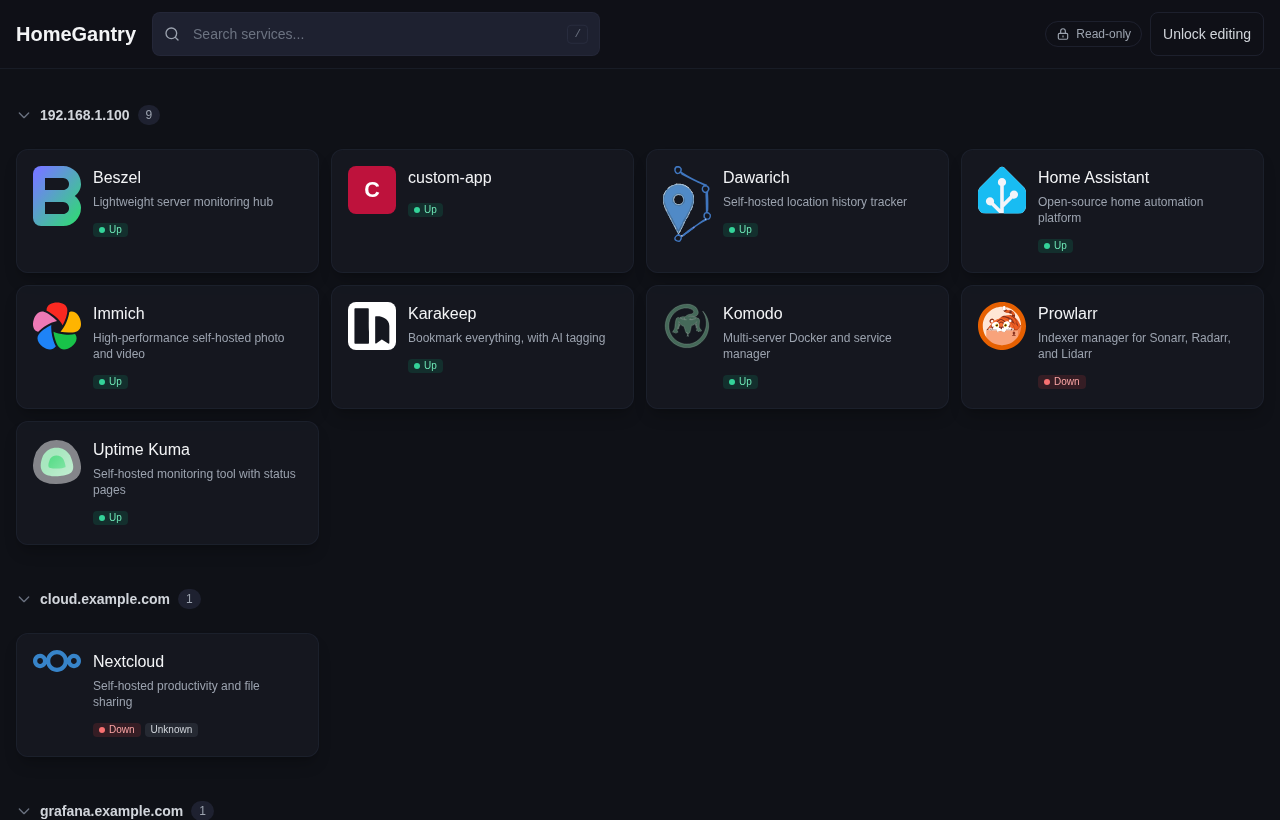 HomeGantry
Search services...
/
Read-only
Unlock editing
192.168.1.100 9
Beszel
Lightweight server monitoring hub
Up
C
custom-app
Up
Dawarich
Self-hosted location history tracker
Up
Home Assistant
Open-source home automation
platform
Up
Immich
High-performance self-hosted photo
and video
Up
Karakeep
Bookmark everything, with AI tagging
Up
Komodo
Multi-server Docker and service
manager
Up
Prowlarr
Indexer manager for Sonarr, Radarr,
and Lidarr
Down
Uptime Kuma
Self-hosted monitoring tool with status
pages
Up
cloud.example.com 1
Nextcloud
Self-hosted productivity and file
sharing
Down Unknown
grafana.example.com 1